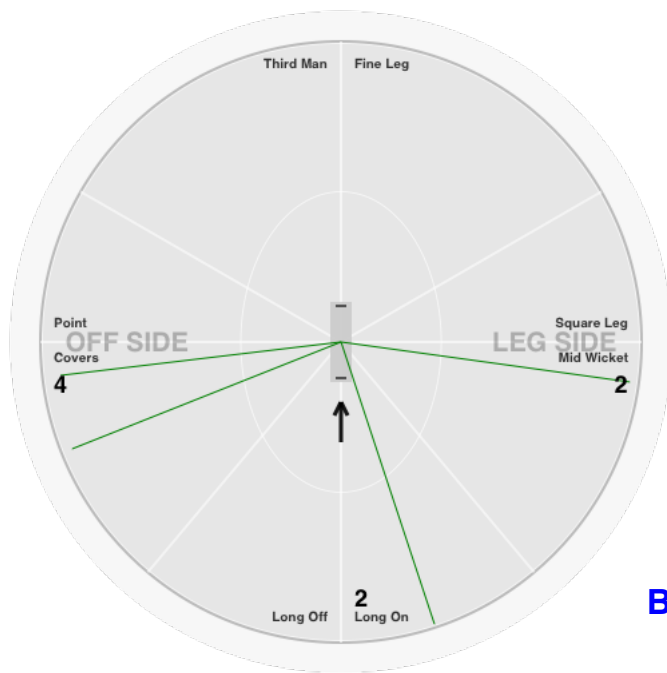 Third Man
Fine Leg
Point
OFF SIDE
Covers
4
Square Leg
LEG SIDE
Mid Wicket
2
2
Long Off
Long On
B